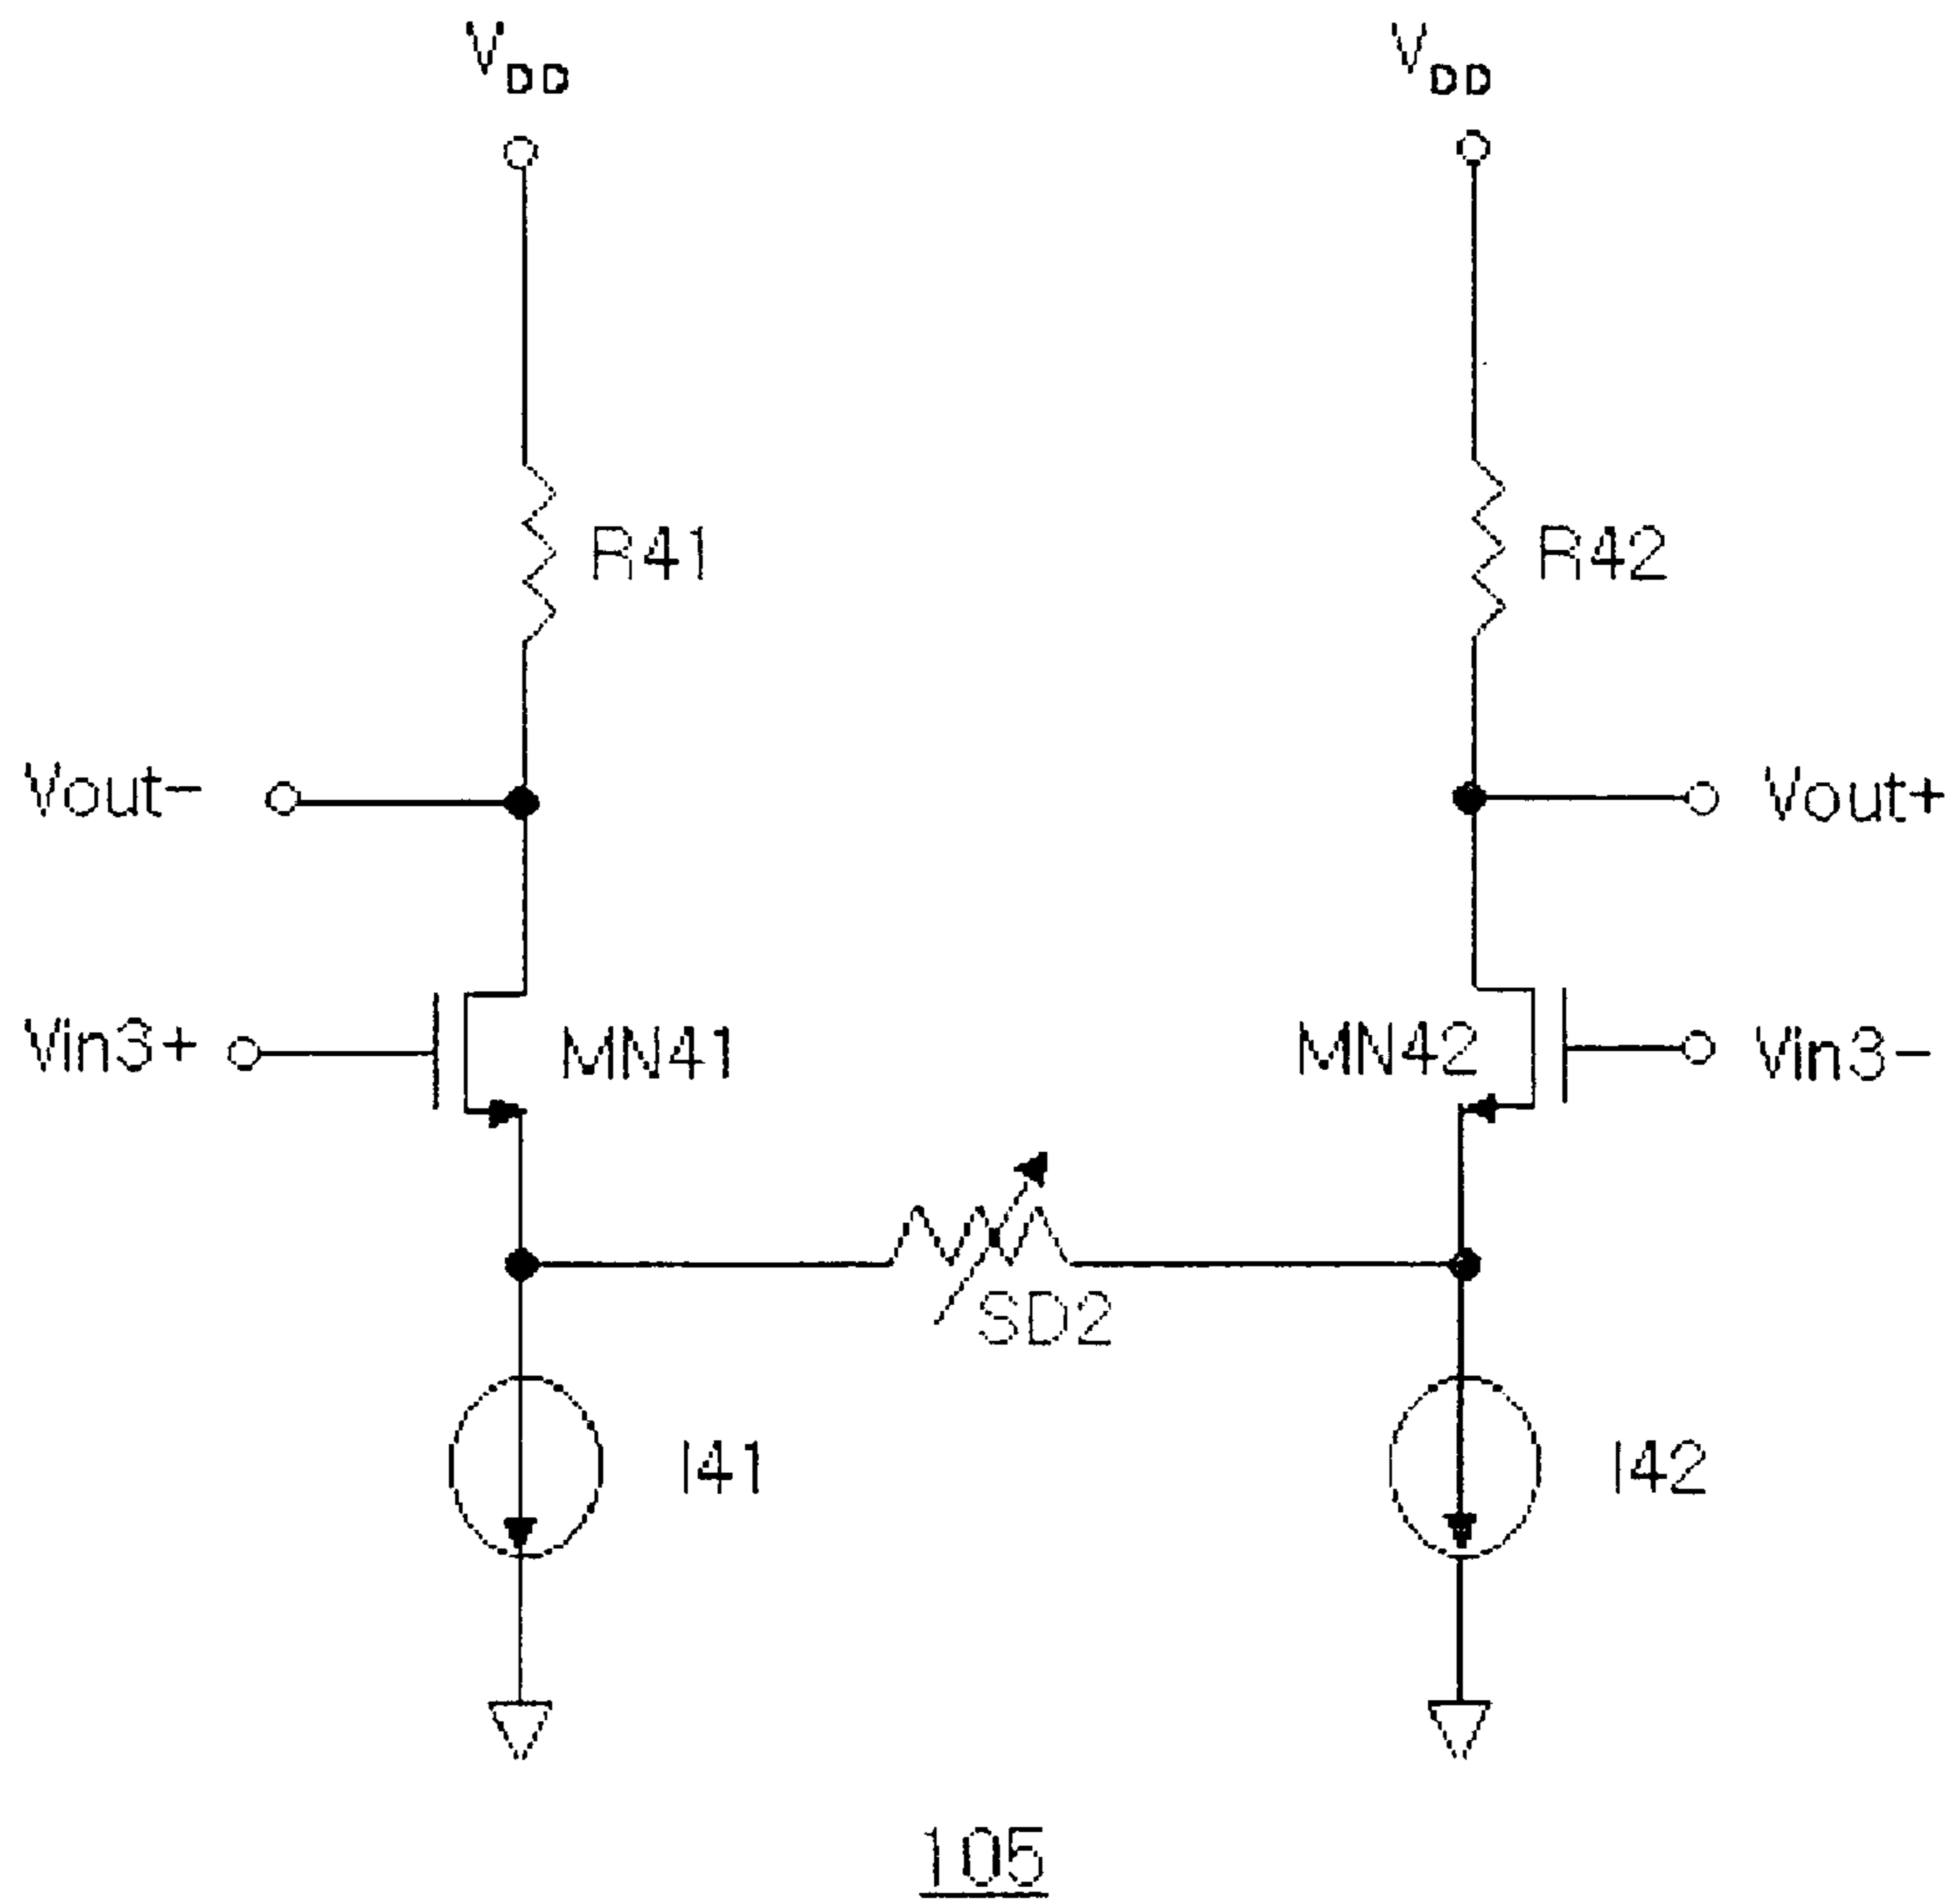 VDD
VDD
R41
R42
Vout-
Vout+
Vin3+
MN41
MN42
Vin3-
SD2
I41
I42
105